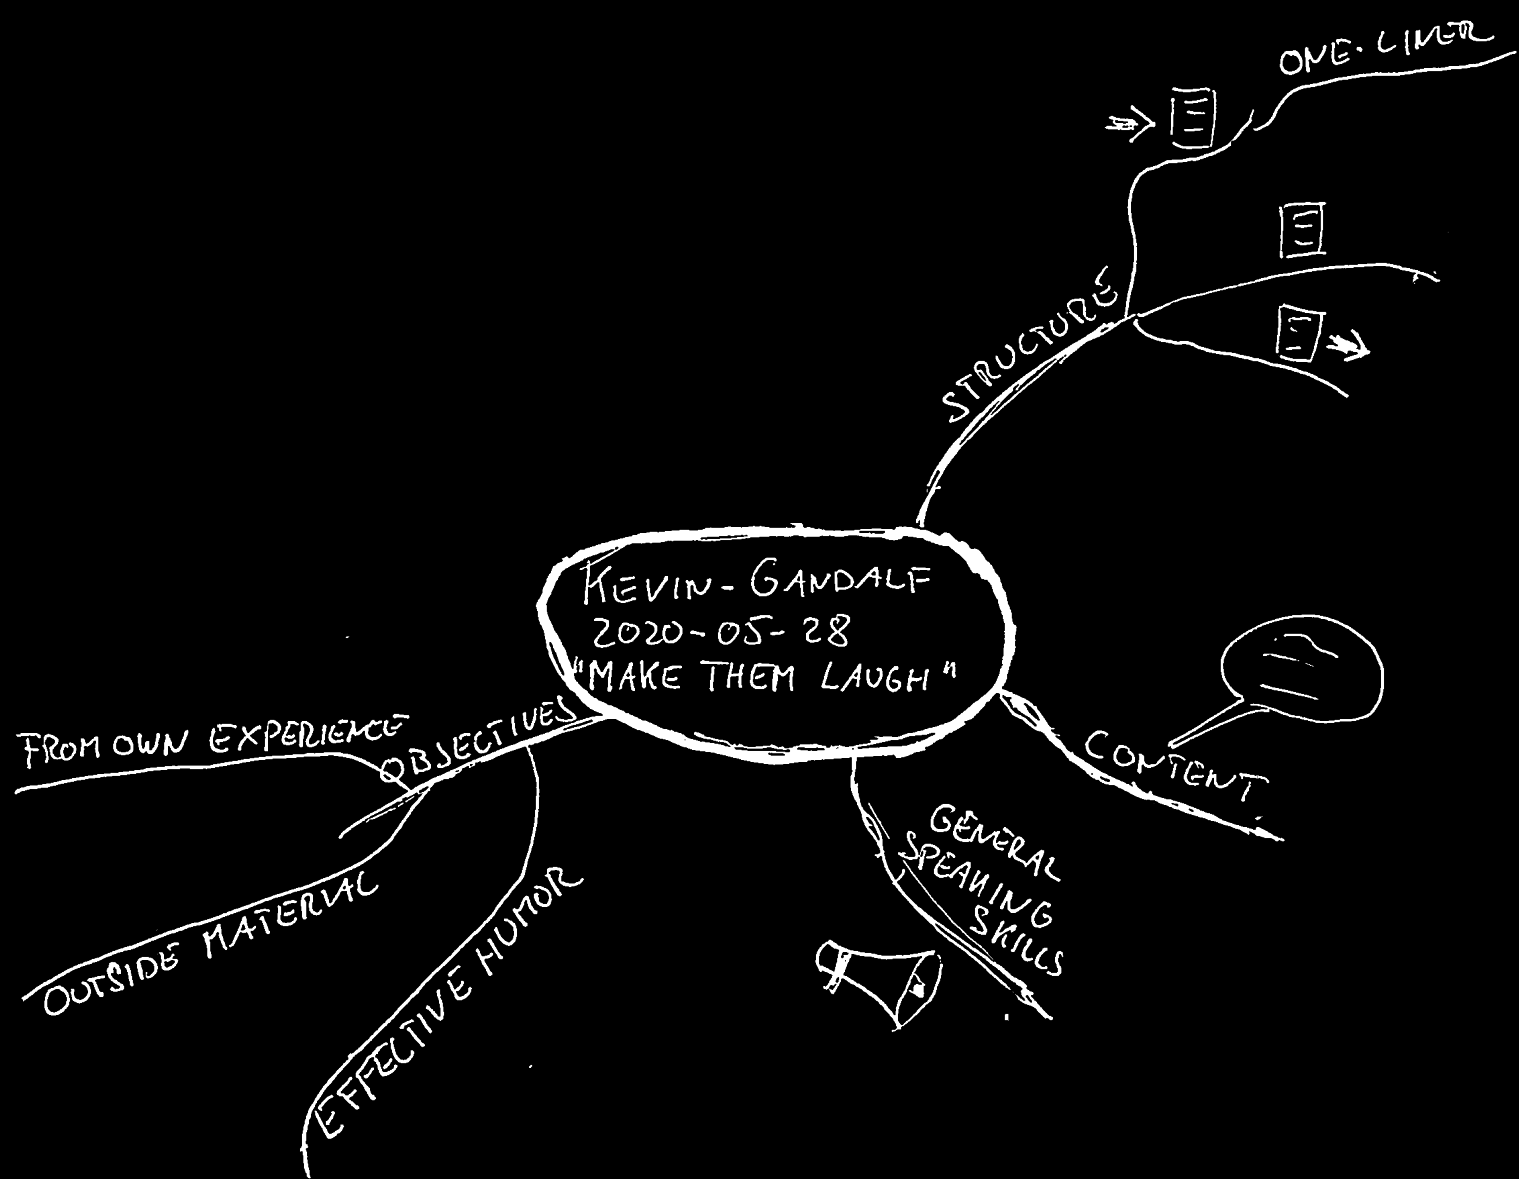 ONE-LINER
STRUCTURE
KEVIN-GANDALF
2020-05-28
"MAKE THEM LAUGH"
OBJECTIVES
FROM OWN EXPERIENCE
OUTSIDE MATERIAL
EFFECTIVE HUMOR
CONTENT
GENERAL
SPEAKING
SKILLS